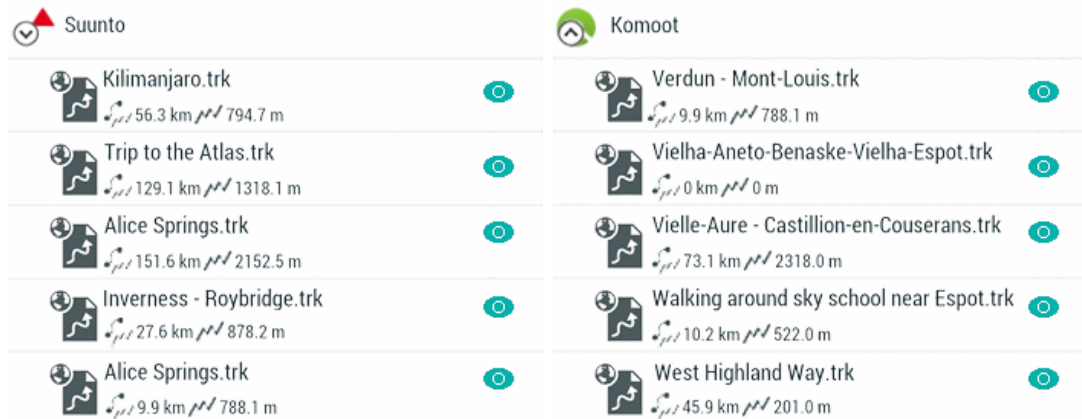 Suunto
Kilimanjaro.trk
56.3 km 794.7 m
Trip to the Atlas.trk
129.1 km 1318.1 m
Alice Springs.trk
151.6 km 2152.5 m
Inverness - Roybridge.trk
27.6 km 878.2 m
Alice Springs.trk
9.9 km 788.1 m
Komoot
Verdun - Mont-Louis.trk
9.9 km 788.1 m
Vielha-Aneto-Benaske-Vielha-Espot.trk
0 km 0 m
Vielle-Aure - Castillion-en-Couserans.trk
73.1 km 2318.0 m
Walking around sky school near Espot.trk
10.2 km 522.0 m
West Highland Way.trk
45.9 km 201.0 m